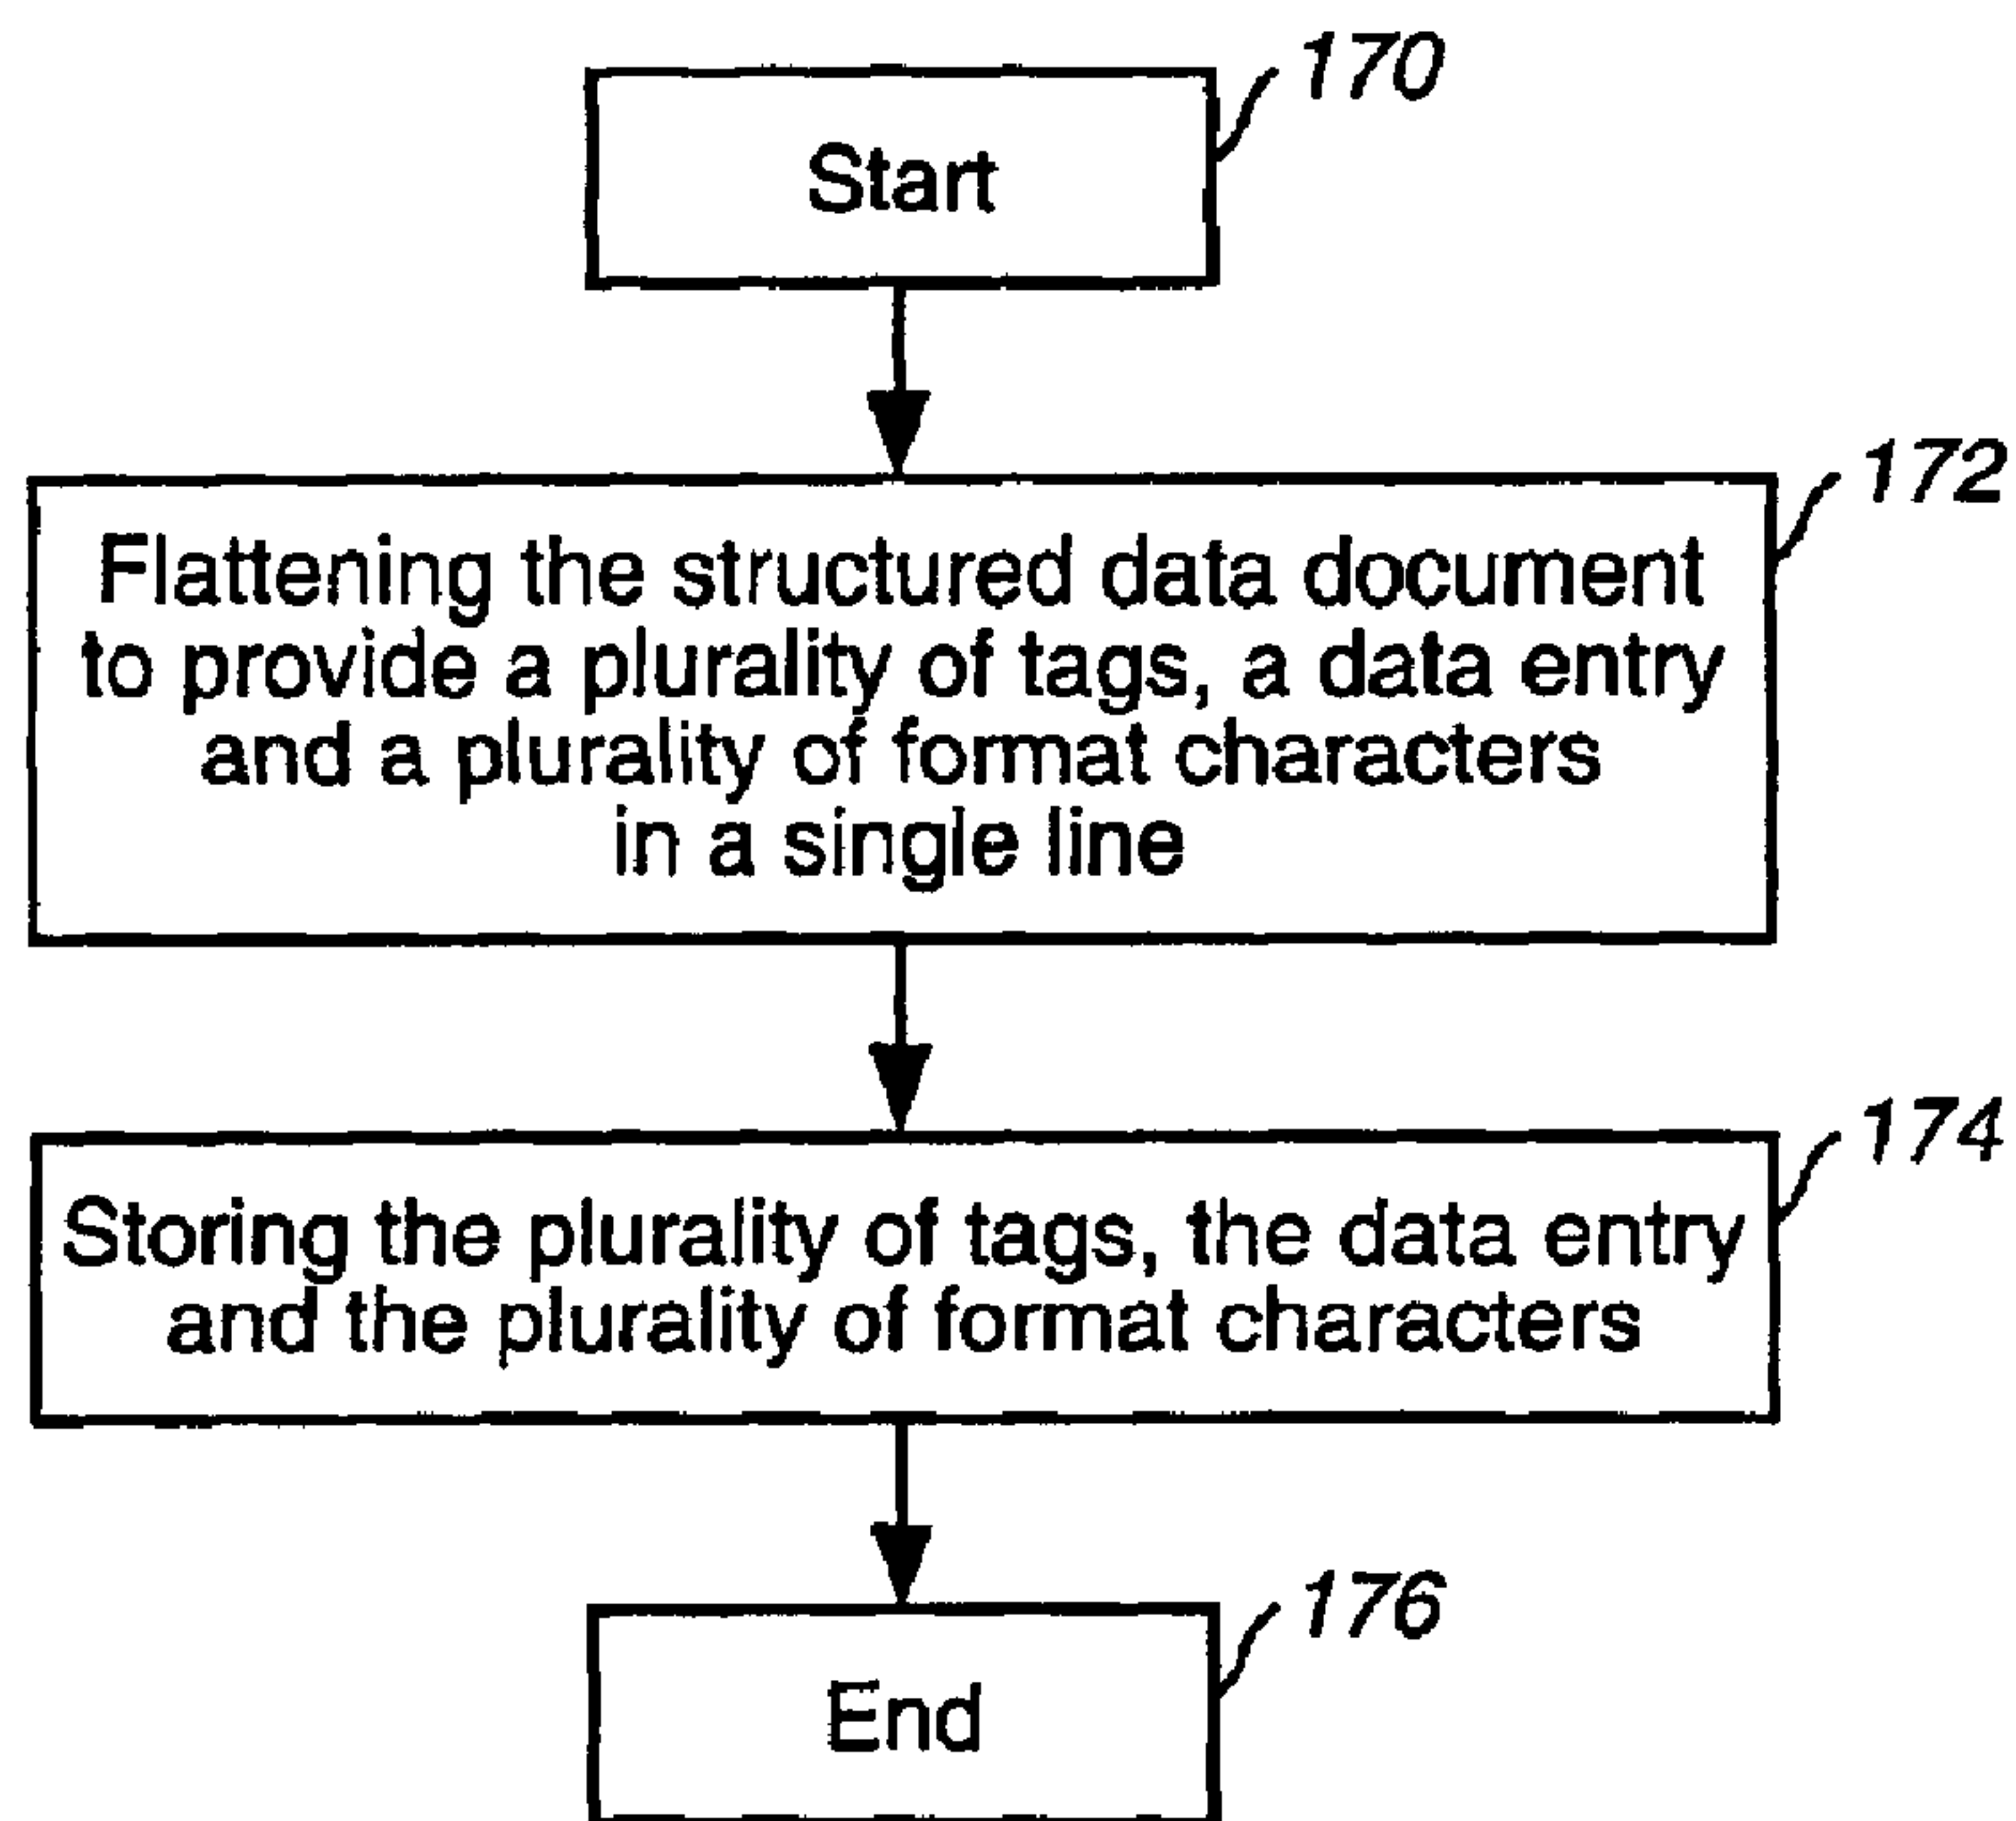 170
Start
172
Flattening the structured data document
to provide a plurality of tags, a data entry
and a plurality of format characters
in a single line
174
Storing the plurality of tags, the data entry
and the plurality of format characters
176
End